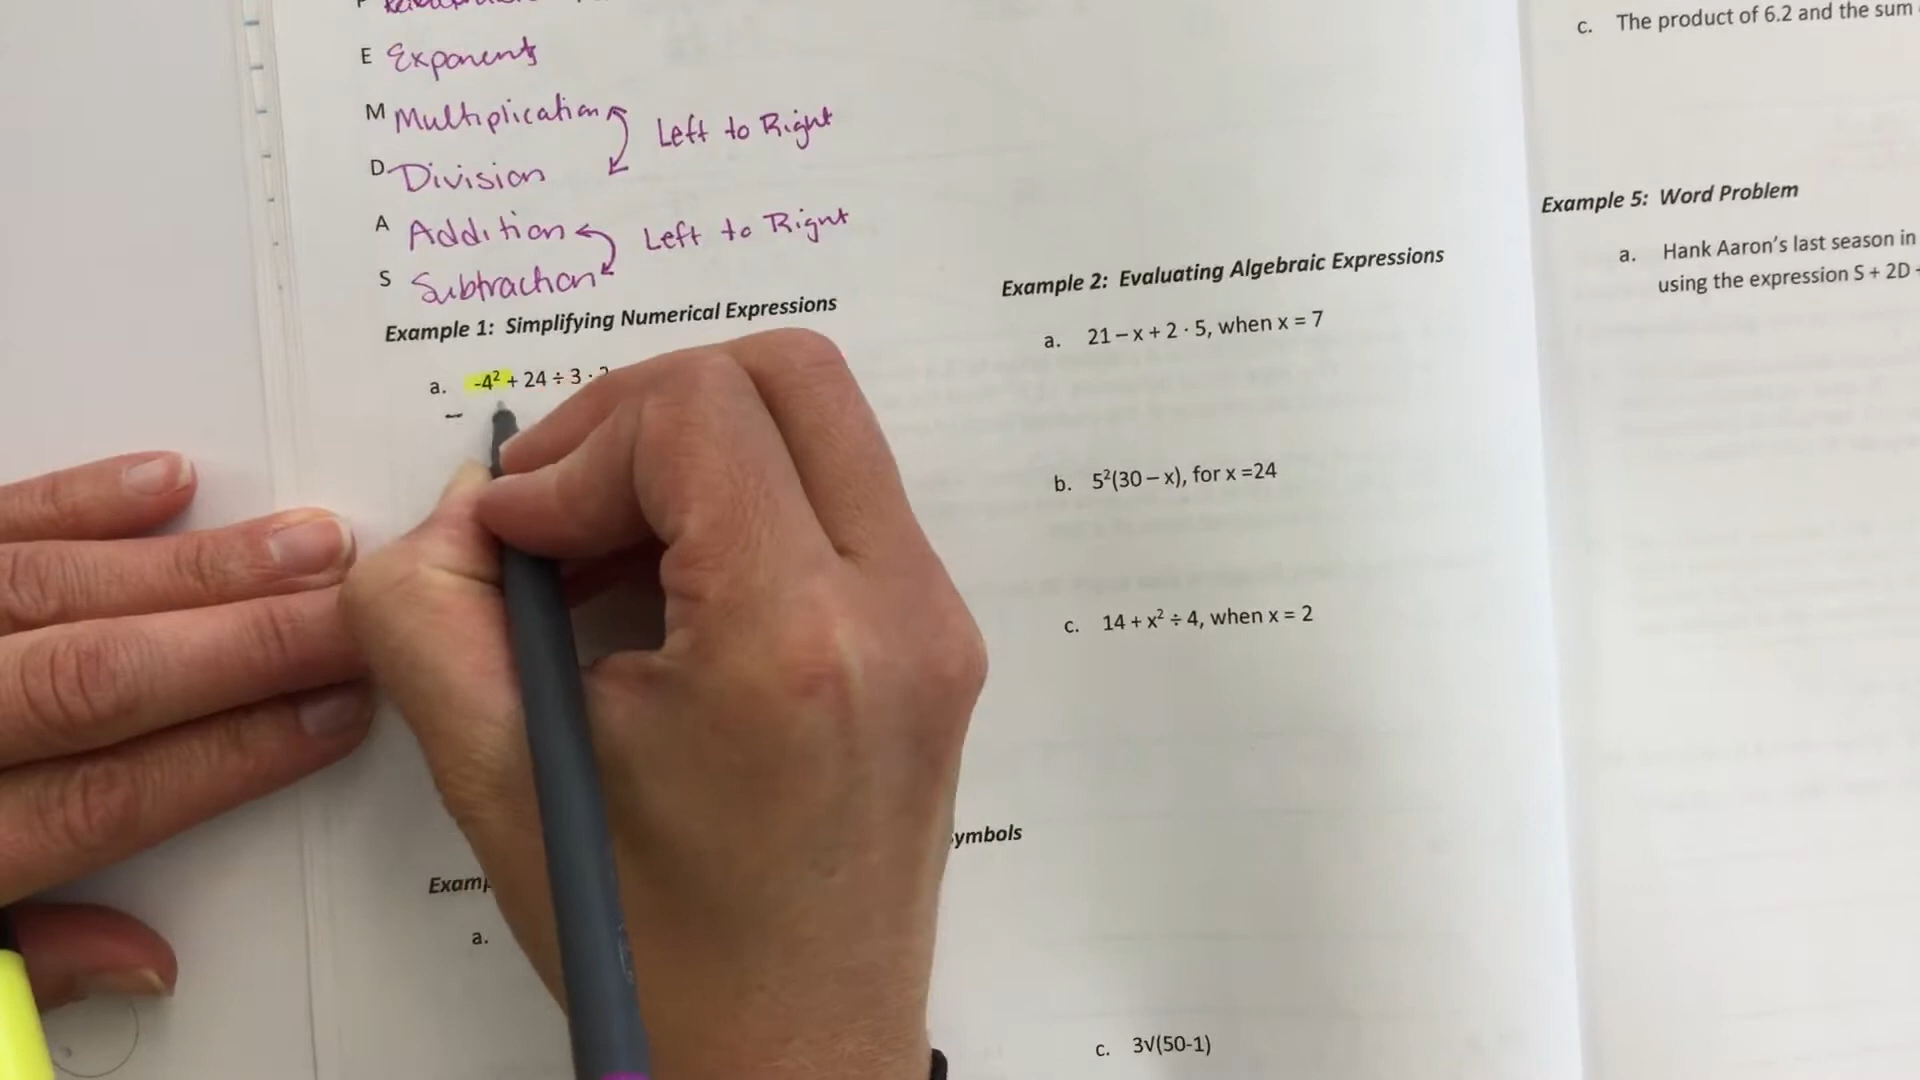 E Exponents
M Multiplication Left to Right
D Division
A Addition Left to Right
S Subtraction
Example 1: Simplifying Numerical Expressions
a. -4² + 24 ÷ 3 ·
–
a.
Example 2: Evaluating Algebraic Expressions
a. 21 – x + 2 · 5, when x = 7
b. 5²(30 – x), for x =24
c. 14 + x² ÷ 4, when x = 2
c. 3√(50-1)
c. The product of 6.2 and the sum
Example 5: Word Problem
a. Hank Aaron's last season in
using the expression S + 2D